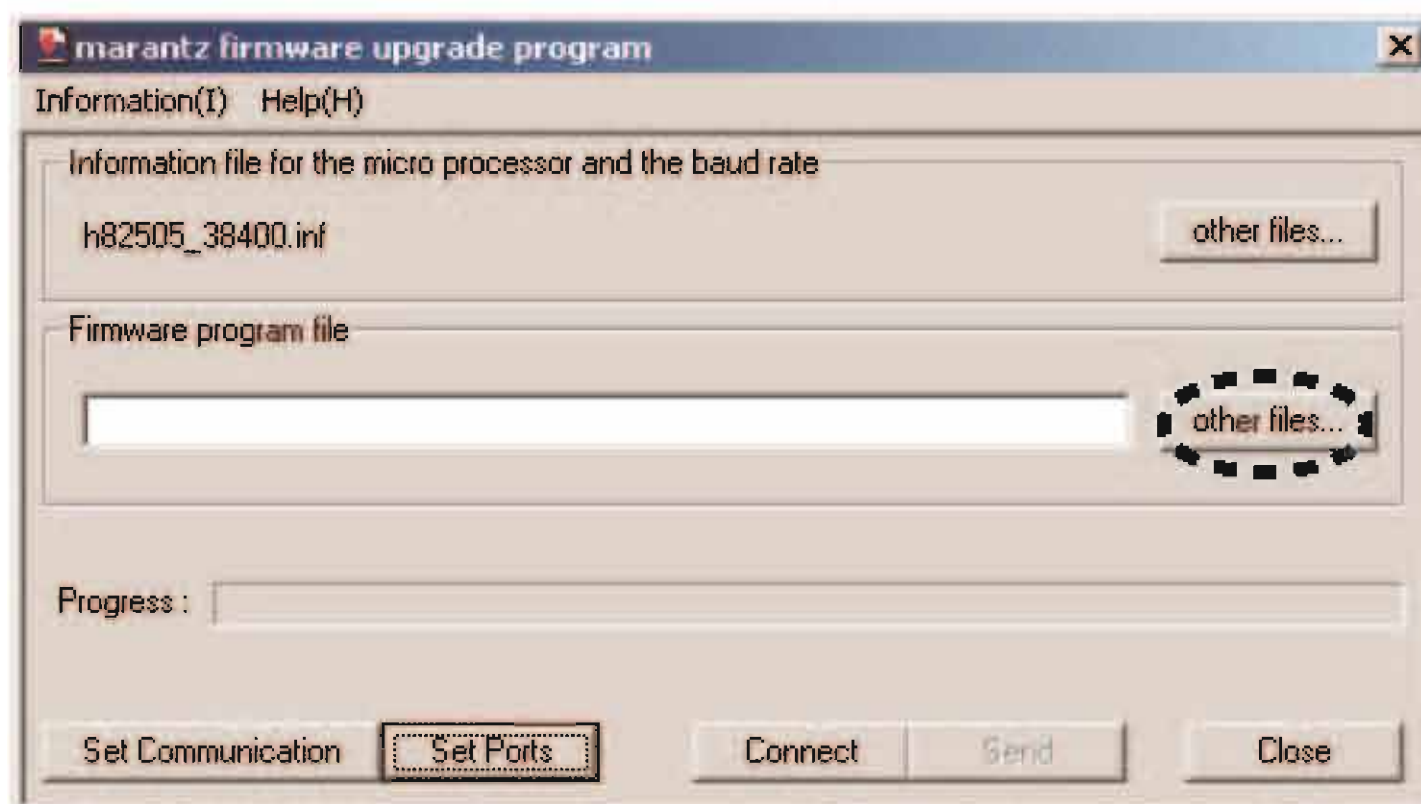 marantz firmware upgrade program
Information(I) Help(H)
Information file for the micro processor and the baud rate
h82505_38400.inf
other files...
Firmware program file
other files...
Progress :
Set Communication Set Ports Connect Send Close